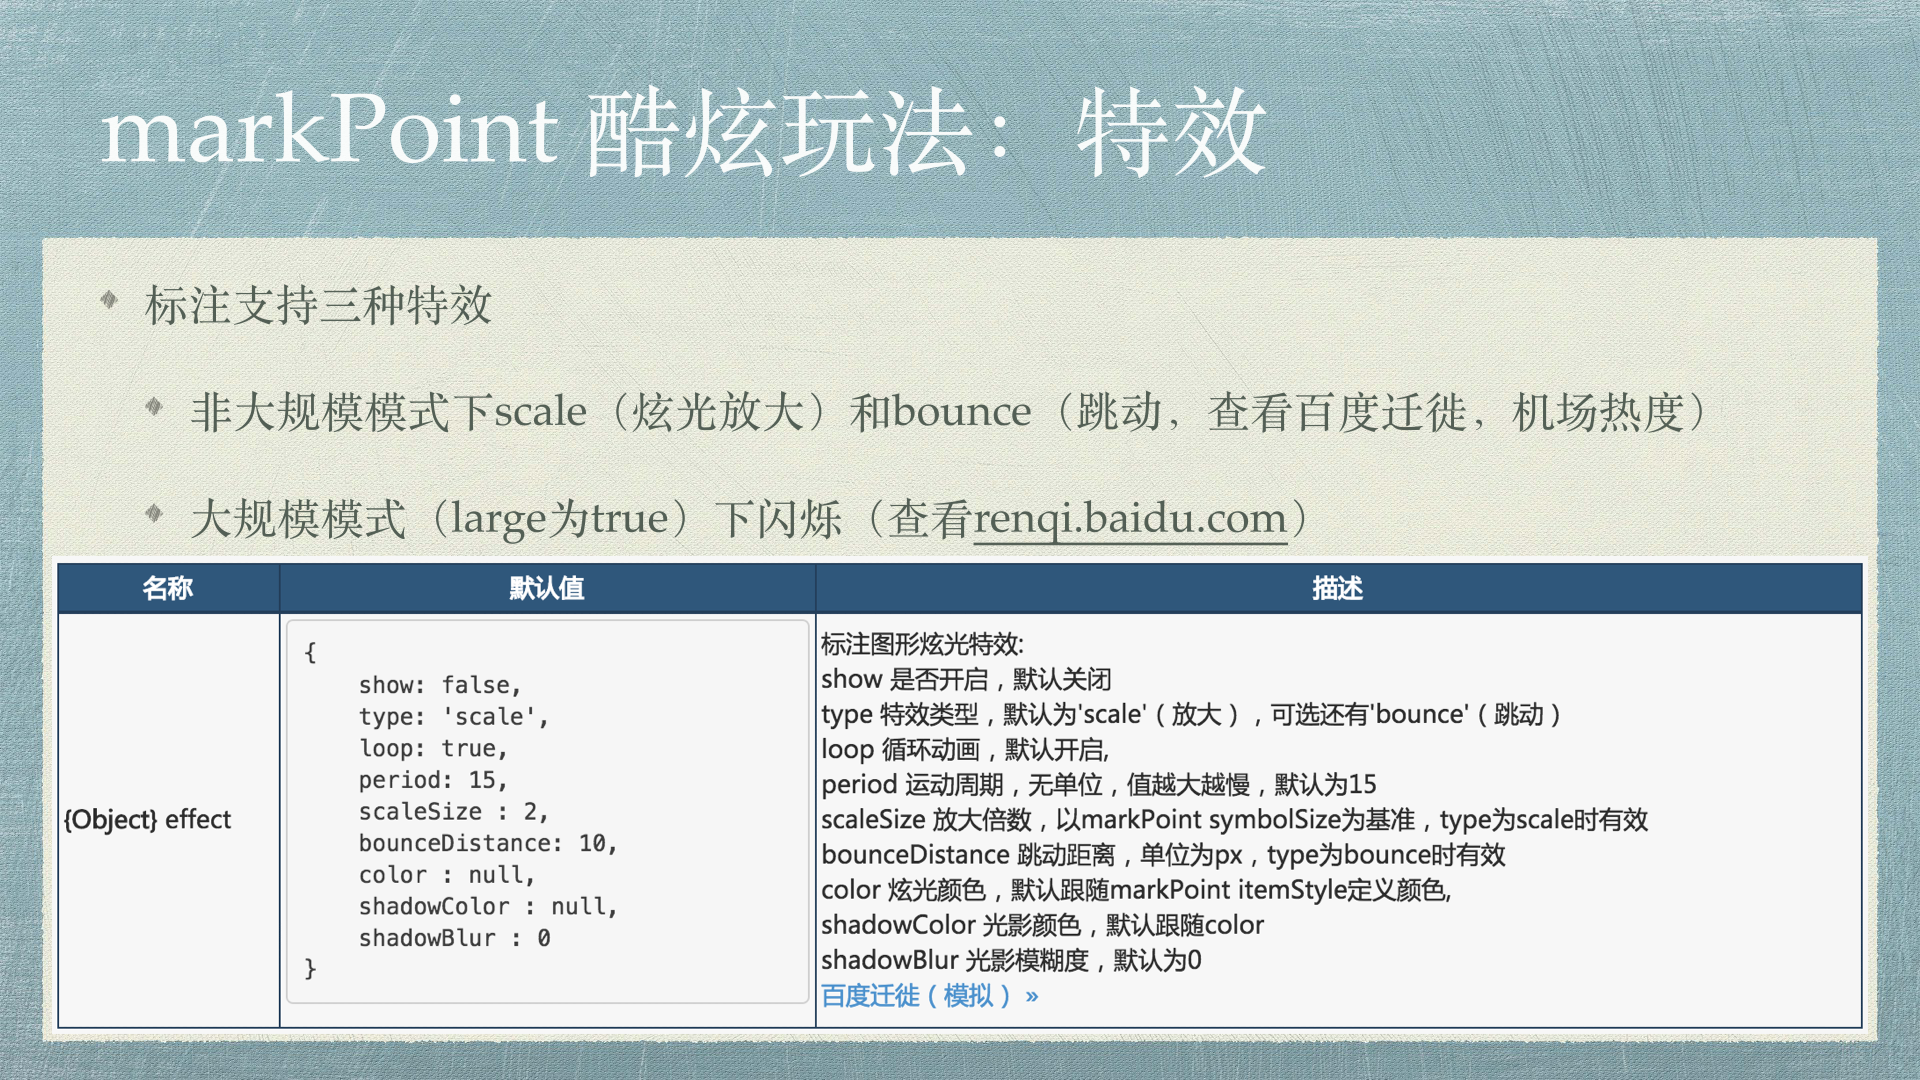 markPoint 酷炫玩法：特效
标注支持三种特效
非大规模模式下scale（炫光放大）和bounce（跳动，查看百度迁徙，机场热度）
大规模模式（large为true）下闪烁（查看renqi.baidu.com）
名称 默认值 描述
{Object} effect
{
    show: false,
    type: 'scale',
    loop: true,
    period: 15,
    scaleSize : 2,
    bounceDistance: 10,
    color : null,
    shadowColor : null,
    shadowBlur : 0
}
标注图形炫光特效:
show 是否开启，默认关闭
type 特效类型，默认为'scale'（放大），可选还有'bounce'（跳动）
loop 循环动画，默认开启,
period 运动周期，无单位，值越大越慢，默认为15
scaleSize 放大倍数，以markPoint symbolSize为基准，type为scale时有效
bounceDistance 跳动距离，单位为px，type为bounce时有效
color 炫光颜色，默认跟随markPoint itemStyle定义颜色,
shadowColor 光影颜色，默认跟随color
shadowBlur 光影模糊度，默认为0
百度迁徙（模拟） »